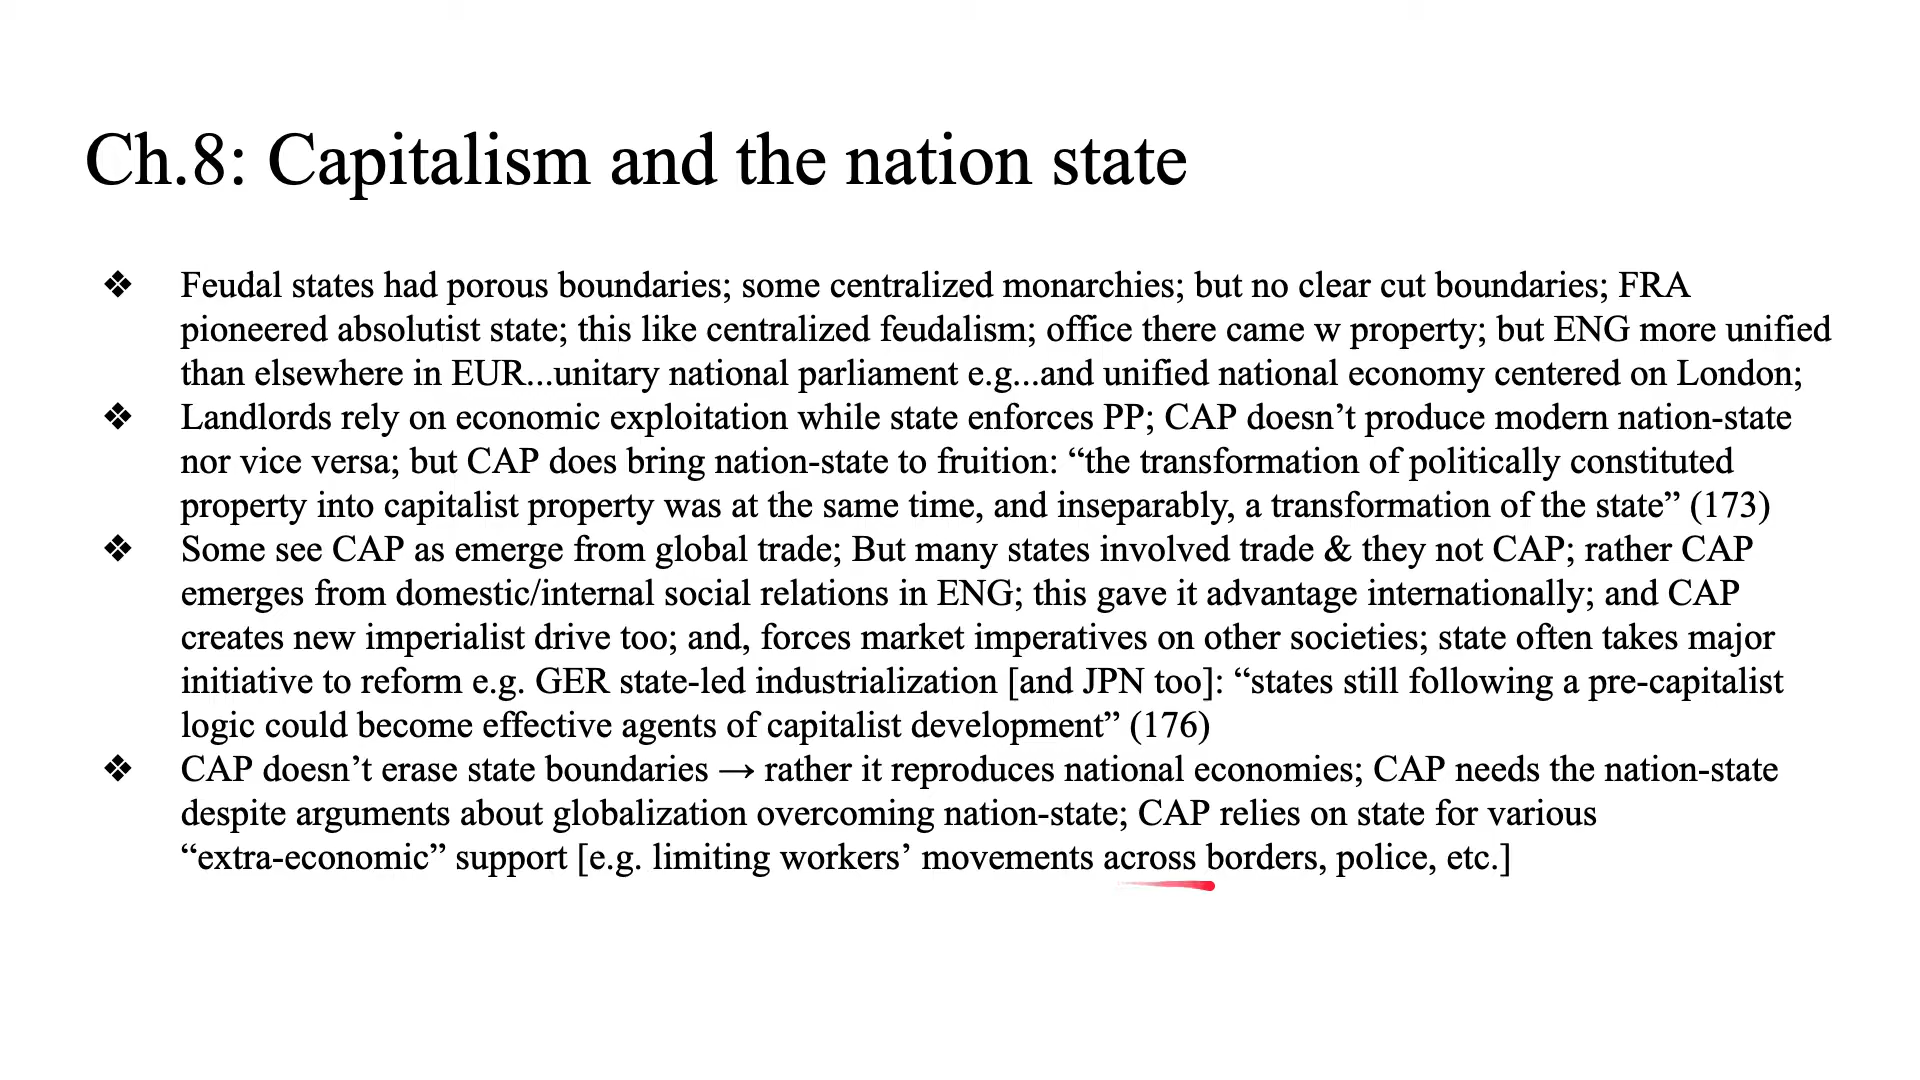 Ch.8: Capitalism and the nation state
❖ Feudal states had porous boundaries; some centralized monarchies; but no clear cut boundaries; FRA
pioneered absolutist state; this like centralized feudalism; office there came w property; but ENG more unified
than elsewhere in EUR...unitary national parliament e.g...and unified national economy centered on London;
❖ Landlords rely on economic exploitation while state enforces PP; CAP doesn’t produce modern nation-state
nor vice versa; but CAP does bring nation-state to fruition: “the transformation of politically constituted
property into capitalist property was at the same time, and inseparably, a transformation of the state” (173)
❖ Some see CAP as emerge from global trade; But many states involved trade & they not CAP; rather CAP
emerges from domestic/internal social relations in ENG; this gave it advantage internationally; and CAP
creates new imperialist drive too; and, forces market imperatives on other societies; state often takes major
initiative to reform e.g. GER state-led industrialization [and JPN too]: “states still following a pre-capitalist
logic could become effective agents of capitalist development” (176)
❖ CAP doesn’t erase state boundaries → rather it reproduces national economies; CAP needs the nation-state
despite arguments about globalization overcoming nation-state; CAP relies on state for various
“extra-economic” support [e.g. limiting workers’ movements across borders, police, etc.]